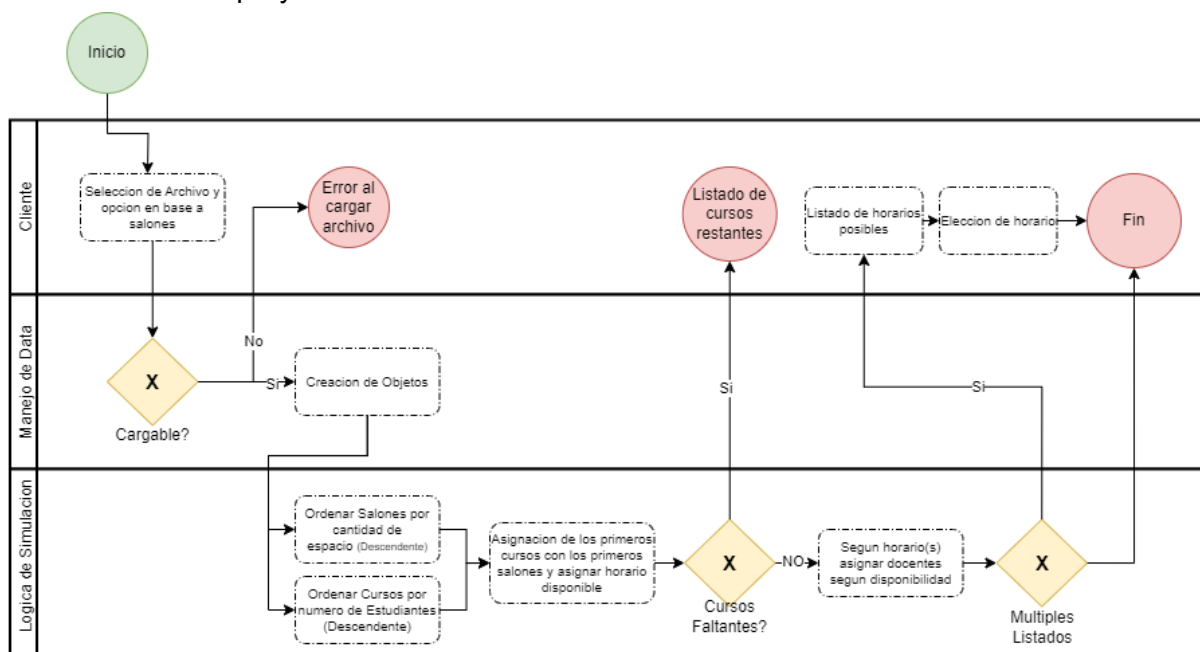 Inicio
Cliente
Seleccion de Archivo y
opcion en base a
salones
Error al
cargar
archivo
Listado de
cursos
restantes
Listado de horarios
posibles
Eleccion de horario
Fin
Manejo de Data
X
Cargable?
No
Si
Creacion de Objetos
Si
Si
Logica de Simulacion
Ordenar Salones por
cantidad de
espacio (Descendente)
Ordenar Cursos por
numero de Estudiantes
(Descendente)
Asignacion de los primeros
cursos con los primeros
salones y asignar horario
disponible
X
Cursos
Faltantes?
NO
Segun horario(s)
asignar docentes
segun disponibilidad
X
Multiples
Listados